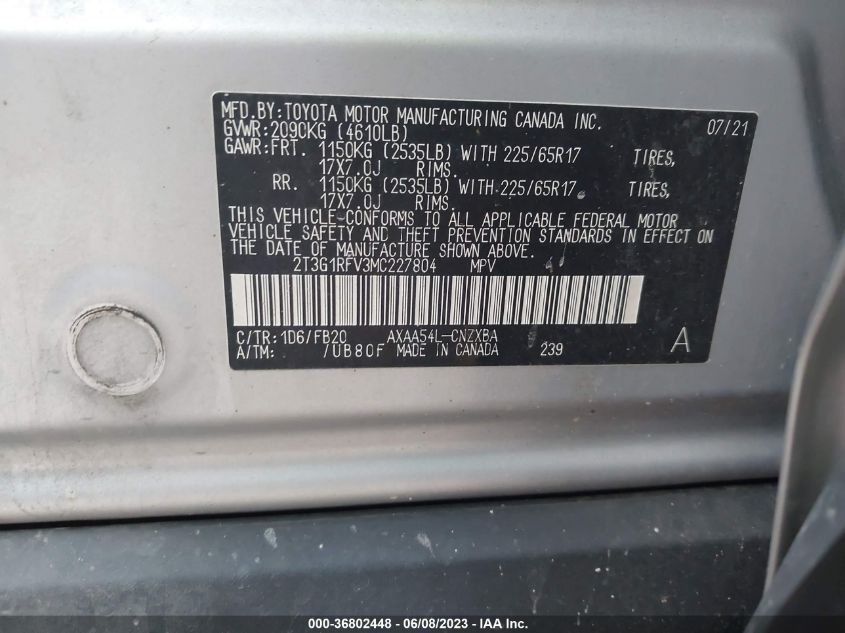 MFD.BY:TOYOTA MOTOR MANUFACTURING CANADA INC. 07/21
GVWR:2090KG (4610LB)
GAWR:FRT. 1150KG (2535LB) WITH 225/65R17 TIRES,
17X7.0J RIMS.
RR. 1150KG (2535LB) WITH 225/65R17 TIRES,
17X7.0J RIMS
THIS VEHICLE CONFORMS TO ALL APPLICABLE FEDERAL MOTOR
VEHICLE SAFETY AND THEFT PREVENTION STANDARDS IN EFFECT ON
THE DATE OF MANUFACTURE SHOWN ABOVE.
2T3G1RFV3MC227804 MPV
C/TR:1D6/FB20 AXAA54L-CNZXBA
A/TM: /UB80F MADE IN CANADA 239 A
000-36802448 - 06/08/2023 - IAA Inc.